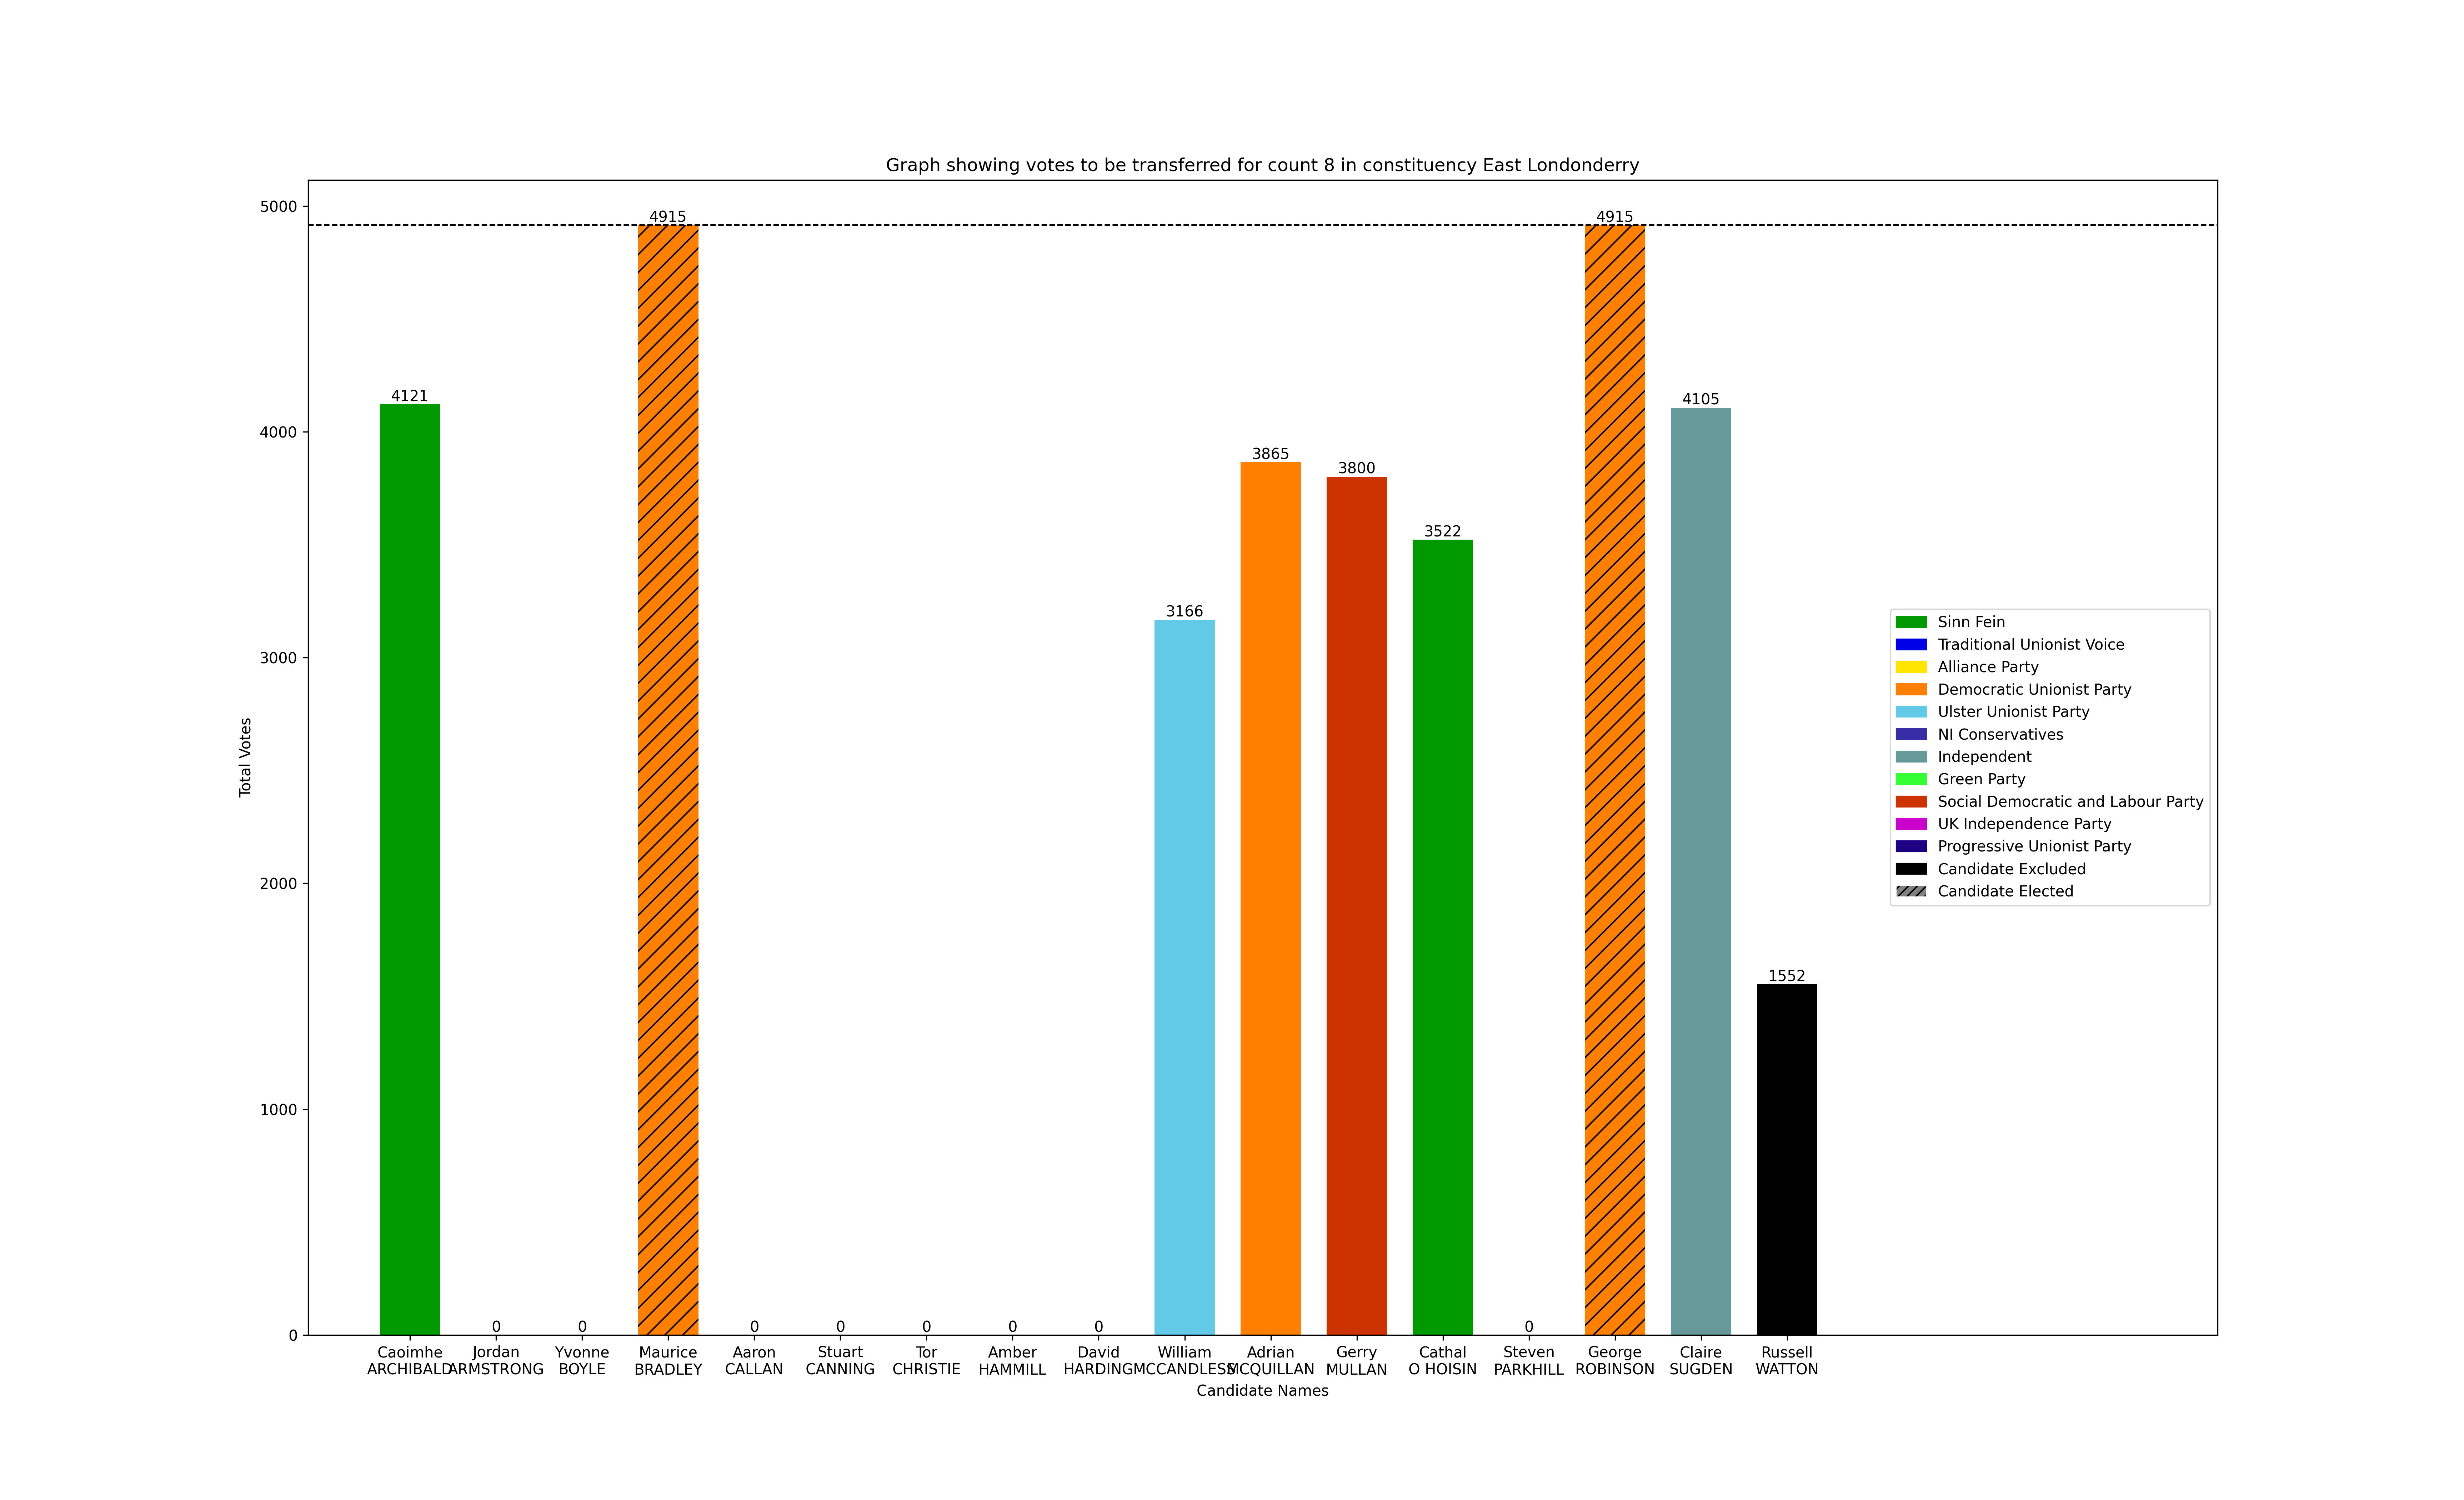 Graph showing votes to be transferred for count 8 in constituency East Londonderry
Total Votes
5000
4000
3000
2000
1000
0
4121
0
0
4915
0
0
0
0
0
3166
3865
3800
3522
0
4915
4105
1552
Sinn Fein
Traditional Unionist Voice
Alliance Party
Democratic Unionist Party
Ulster Unionist Party
NI Conservatives
Independent
Green Party
Social Democratic and Labour Party
UK Independence Party
Progressive Unionist Party
Candidate Excluded
Candidate Elected
Caoimhe
ARCHIBALD
Jordan
ARMSTRONG
Yvonne
BOYLE
Maurice
BRADLEY
Aaron
CALLAN
Stuart
CANNING
Tor
CHRISTIE
Amber
HAMMILL
David
HARDING
William
MCCANDLESS
Adrian
MCQUILLAN
Gerry
MULLAN
Cathal
O HOISIN
Steven
PARKHILL
George
ROBINSON
Claire
SUGDEN
Russell
WATTON
Candidate Names